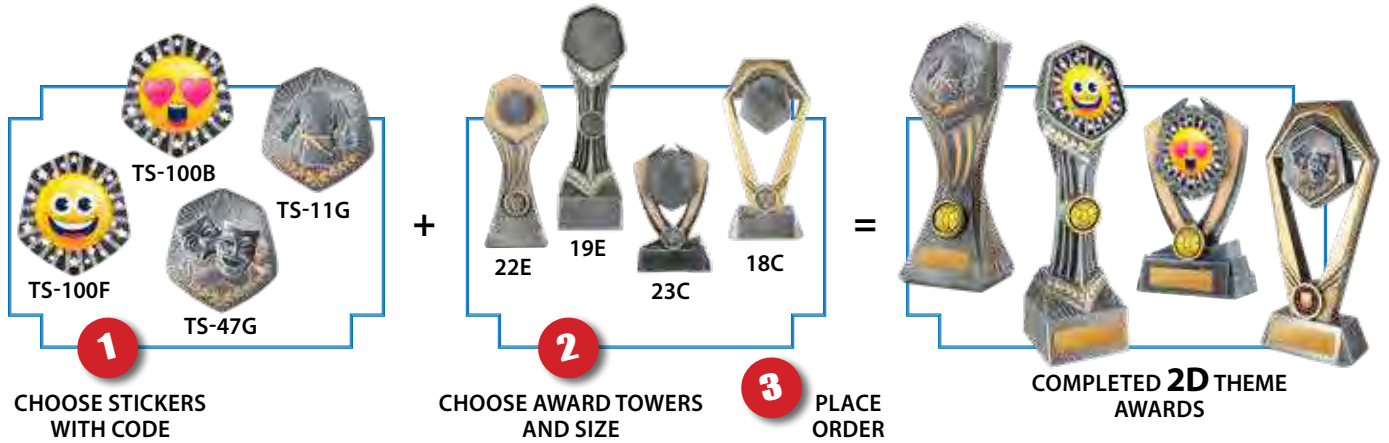 TS-100B
TS-11G
TS-100F
TS-47G
1
CHOOSE STICKERS
WITH CODE
+
22E
19E
23C
18C
2
CHOOSE AWARD TOWERS
AND SIZE
3
PLACE
ORDER
=
COMPLETED 2D THEME
AWARDS